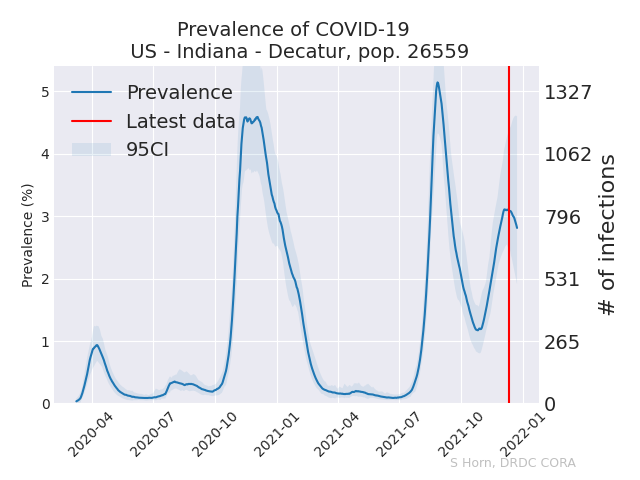 Prevalence of COVID-19
US - Indiana - Decatur, pop. 26559
Prevalence
Latest data
95CI
Prevalence (%)
5
4
3
2
1
0
1327
1062
796
531
265
0
# of infections
2020-04
2020-07
2020-10
2021-01
2021-04
2021-07
2021-10
2022-01
S Horn, DRDC CORA